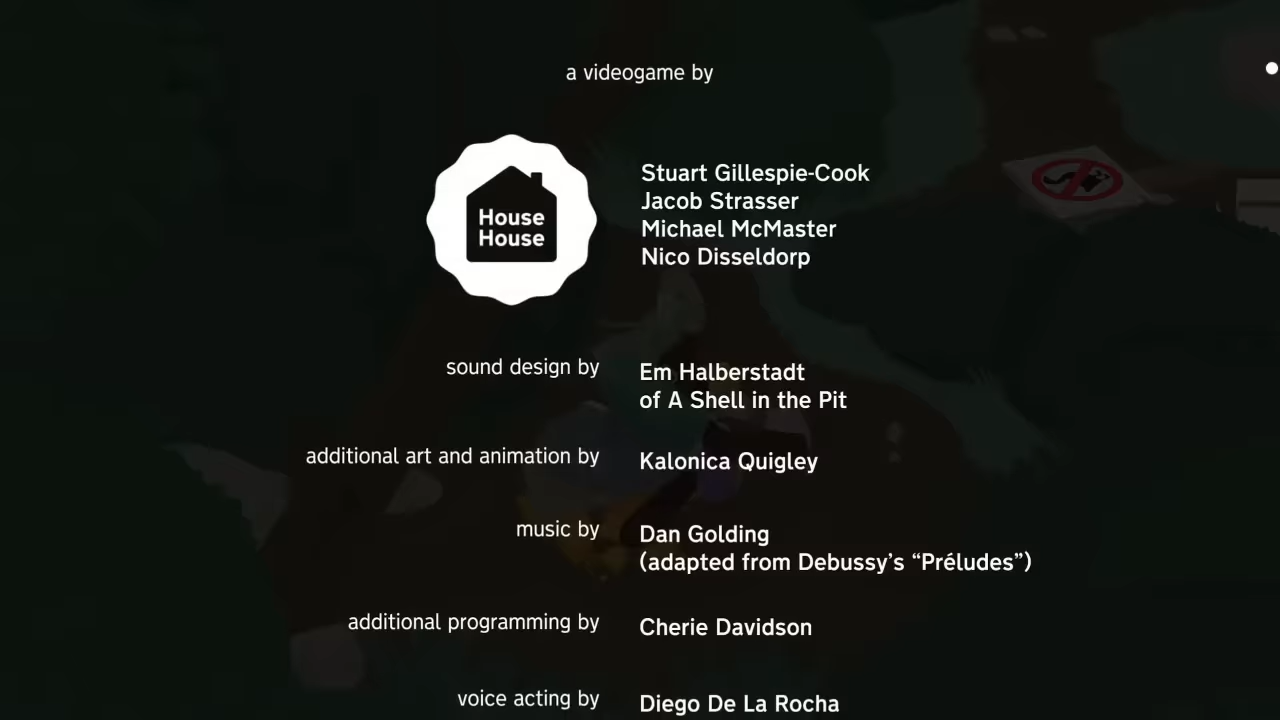 a videogame by
House
House
Stuart Gillespie-Cook
Jacob Strasser
Michael McMaster
Nico Disseldorp
sound design by
Em Halberstadt
of A Shell in the Pit
additional art and animation by
Kalonica Quigley
music by
Dan Golding
(adapted from Debussy’s “Préludes”)
additional programming by
Cherie Davidson
voice acting by
Diego De La Rocha